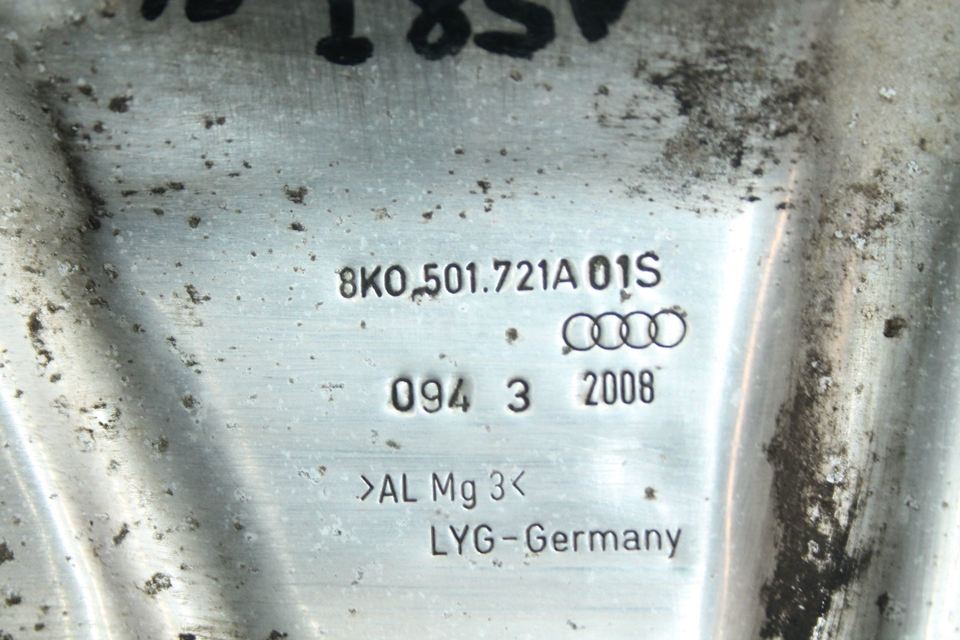 8K0.501.721A 01S
094 3 2008
>AL Mg 3<
LYG-Germany